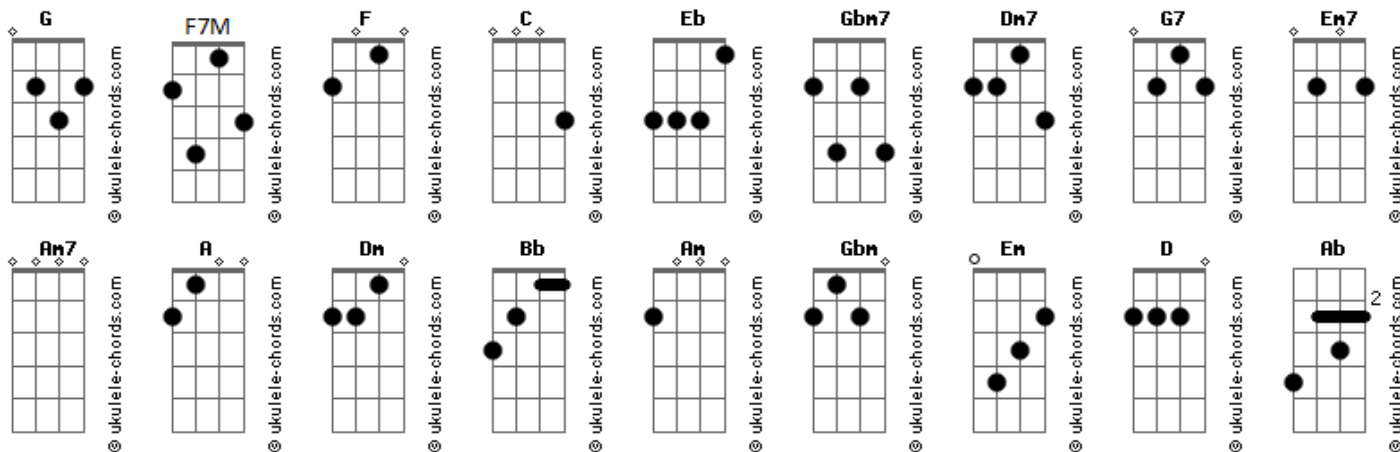 G F7M F C Eb Gbm7 Dm7 G7 Em7
© ukulele-chords.com © ukulele-chords.com © ukulele-chords.com © ukulele-chords.com © ukulele-chords.com © ukulele-chords.com © ukulele-chords.com © ukulele-chords.com © ukulele-chords.com
Am7 A Dm Bb Am Gbm Em D Ab
2
© ukulele-chords.com © ukulele-chords.com © ukulele-chords.com © ukulele-chords.com © ukulele-chords.com © ukulele-chords.com © ukulele-chords.com © ukulele-chords.com © ukulele-chords.com